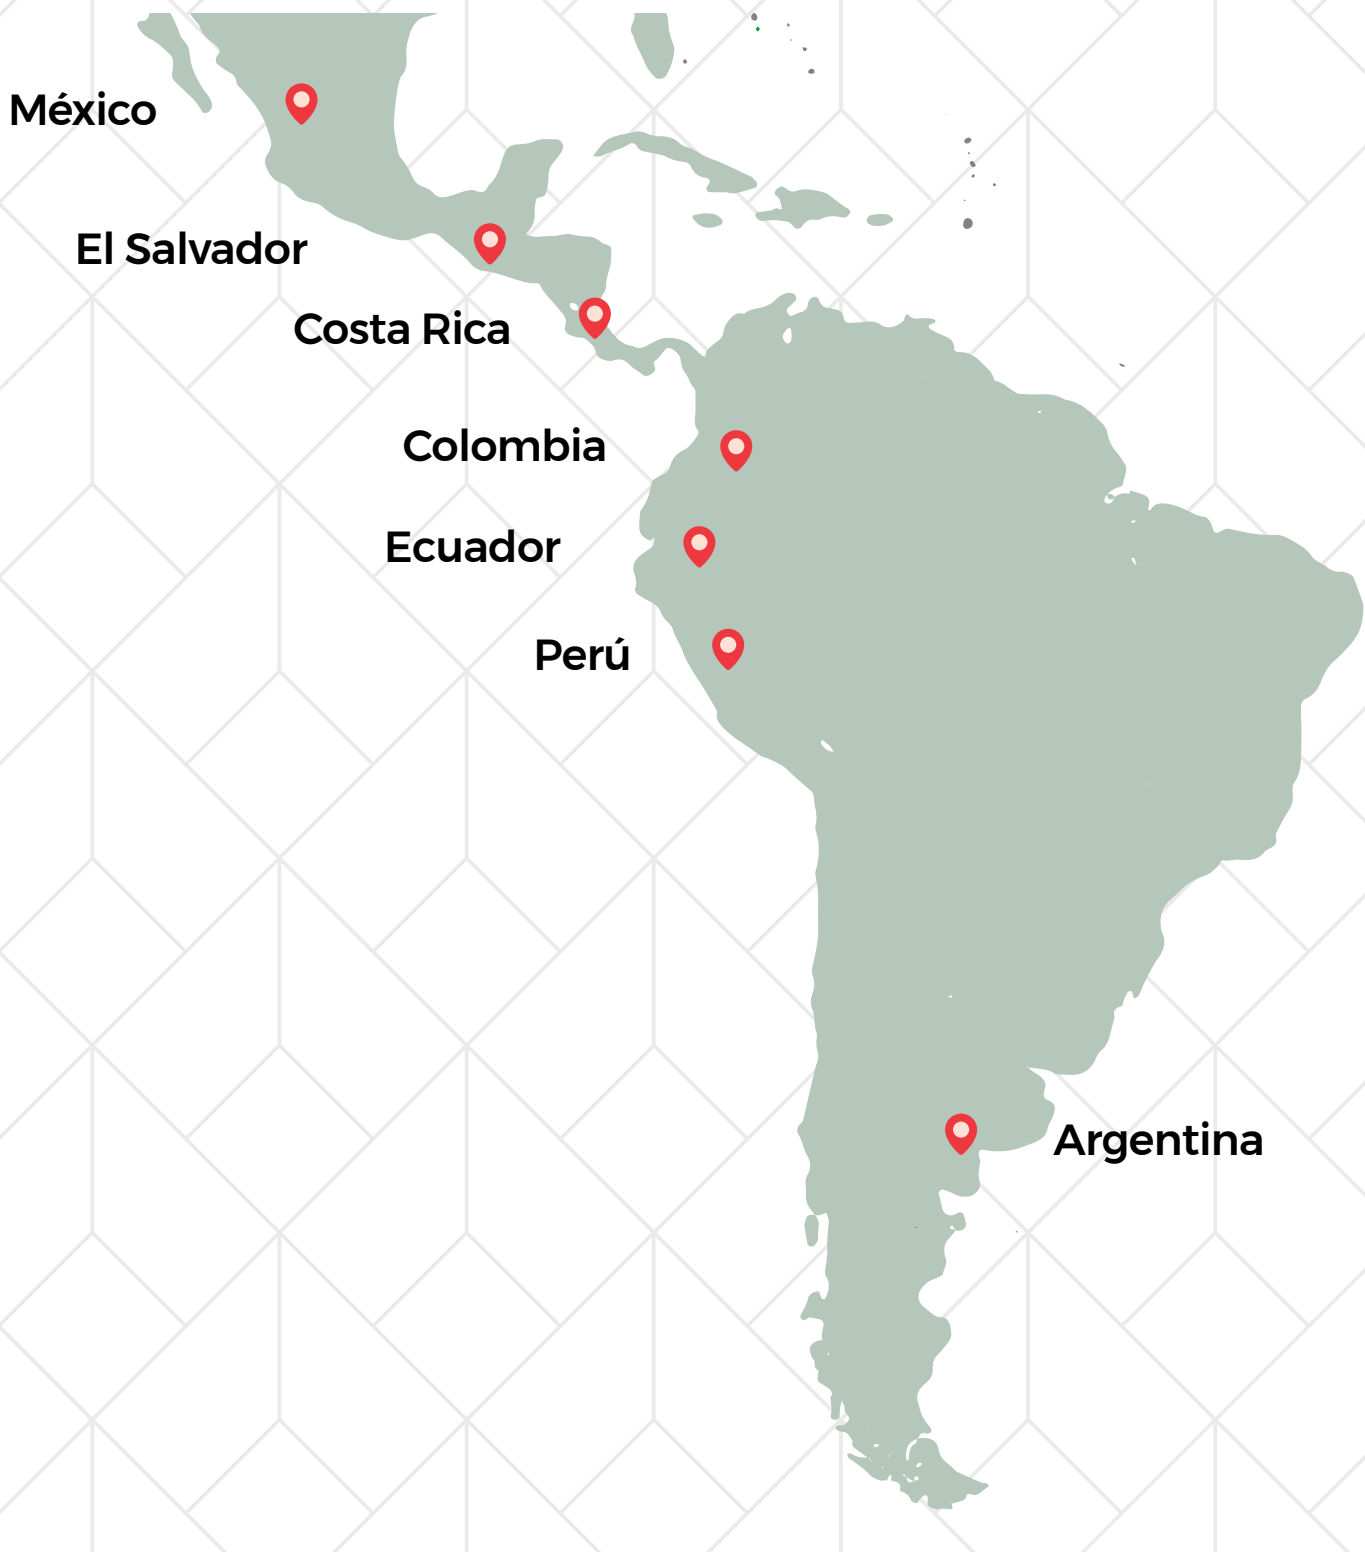 México
El Salvador
Costa Rica
Colombia
Ecuador
Perú
Argentina